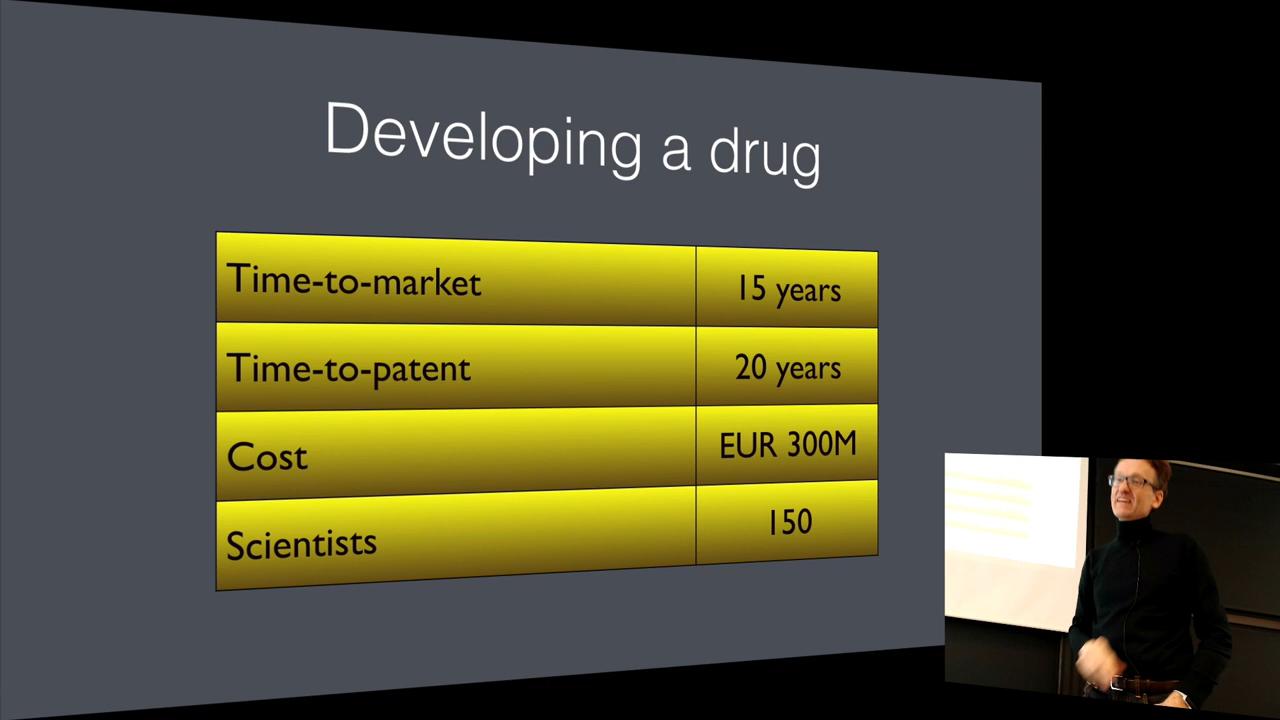 Developing a drug
Time-to-market 15 years
Time-to-patent 20 years
Cost EUR 300M
Scientists 150